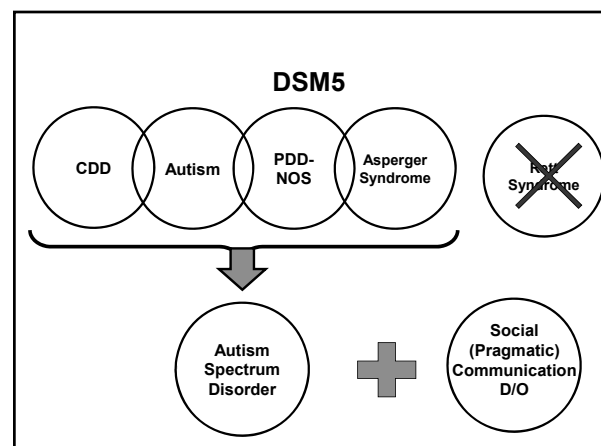 DSM5
CDD
Autism
PDD-
NOS
Asperger
Syndrome
Rett
Syndrome
Autism
Spectrum
Disorder
Social
(Pragmatic)
Communication
D/O